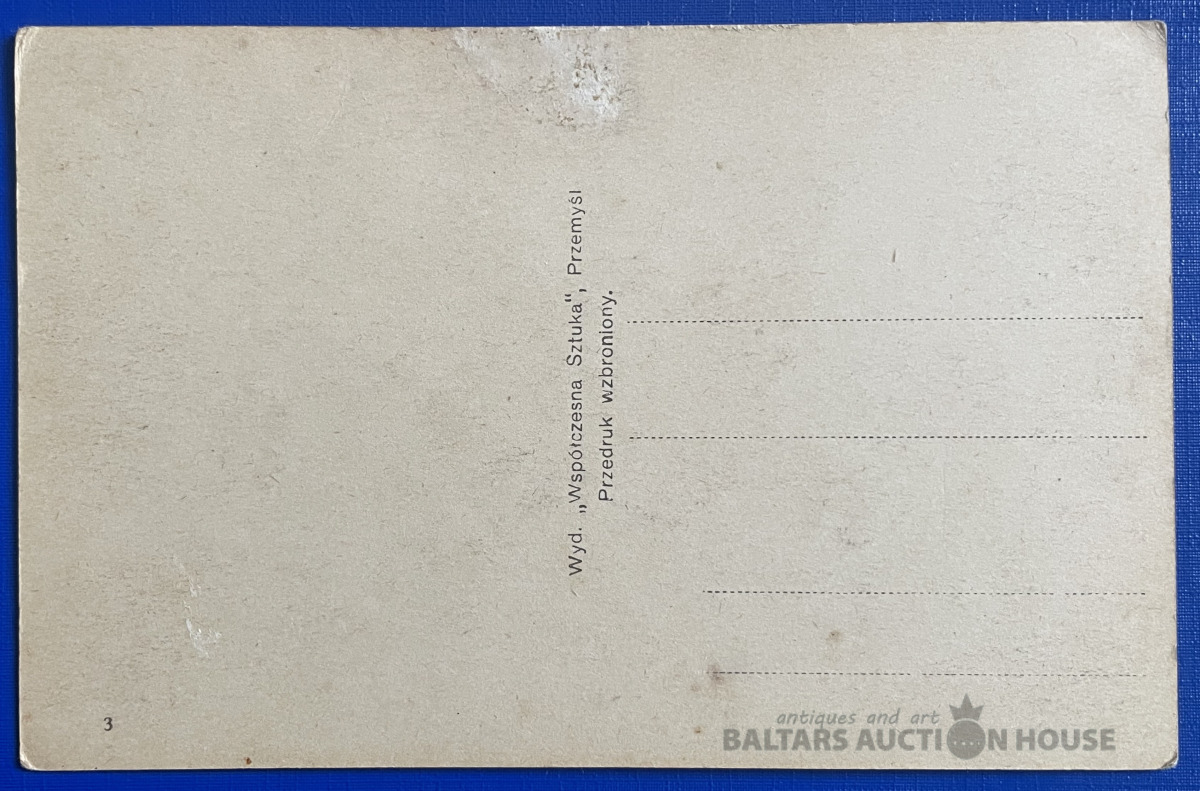 Wyd. „Współczesna Sztuka", Przemyśl
Przedruk wzbroniony.
3
antiques and art
BALTARS AUCTION HOUSE